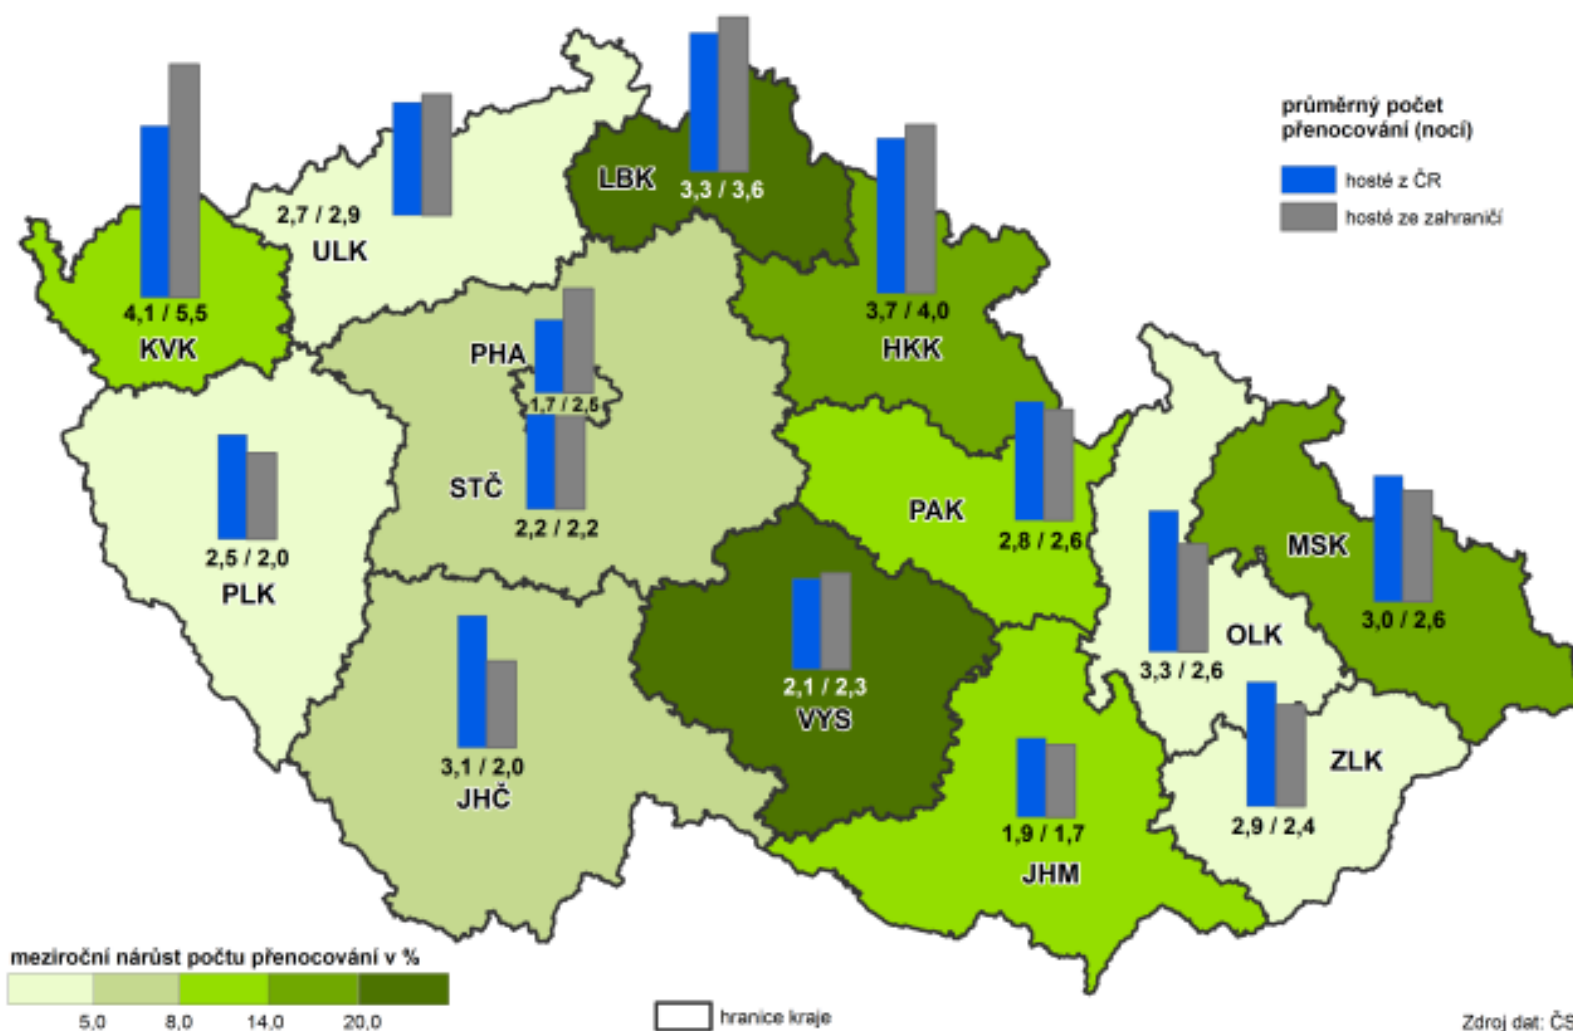 průměrný počet
přenocování (nocí)
hosté z ČR
hosté ze zahraničí
LBK
3,3 / 3,6
2,7 / 2,9
ULK
4,1 / 5,5
KVK
3,7 / 4,0
HKK
PHA
1,7 / 2,5
STČ
2,2 / 2,2
PAK
2,8 / 2,6
2,5 / 2,0
PLK
MSK
3,0 / 2,6
OLK
3,3 / 2,6
2,1 / 2,3
VYS
3,1 / 2,0
JHČ
ZLK
2,9 / 2,4
1,9 / 1,7
JHM
meziroční nárůst počtu přenocování v %
5,0 8,0 14,0 20,0
hranice kraje
Zdroj dat: ČS